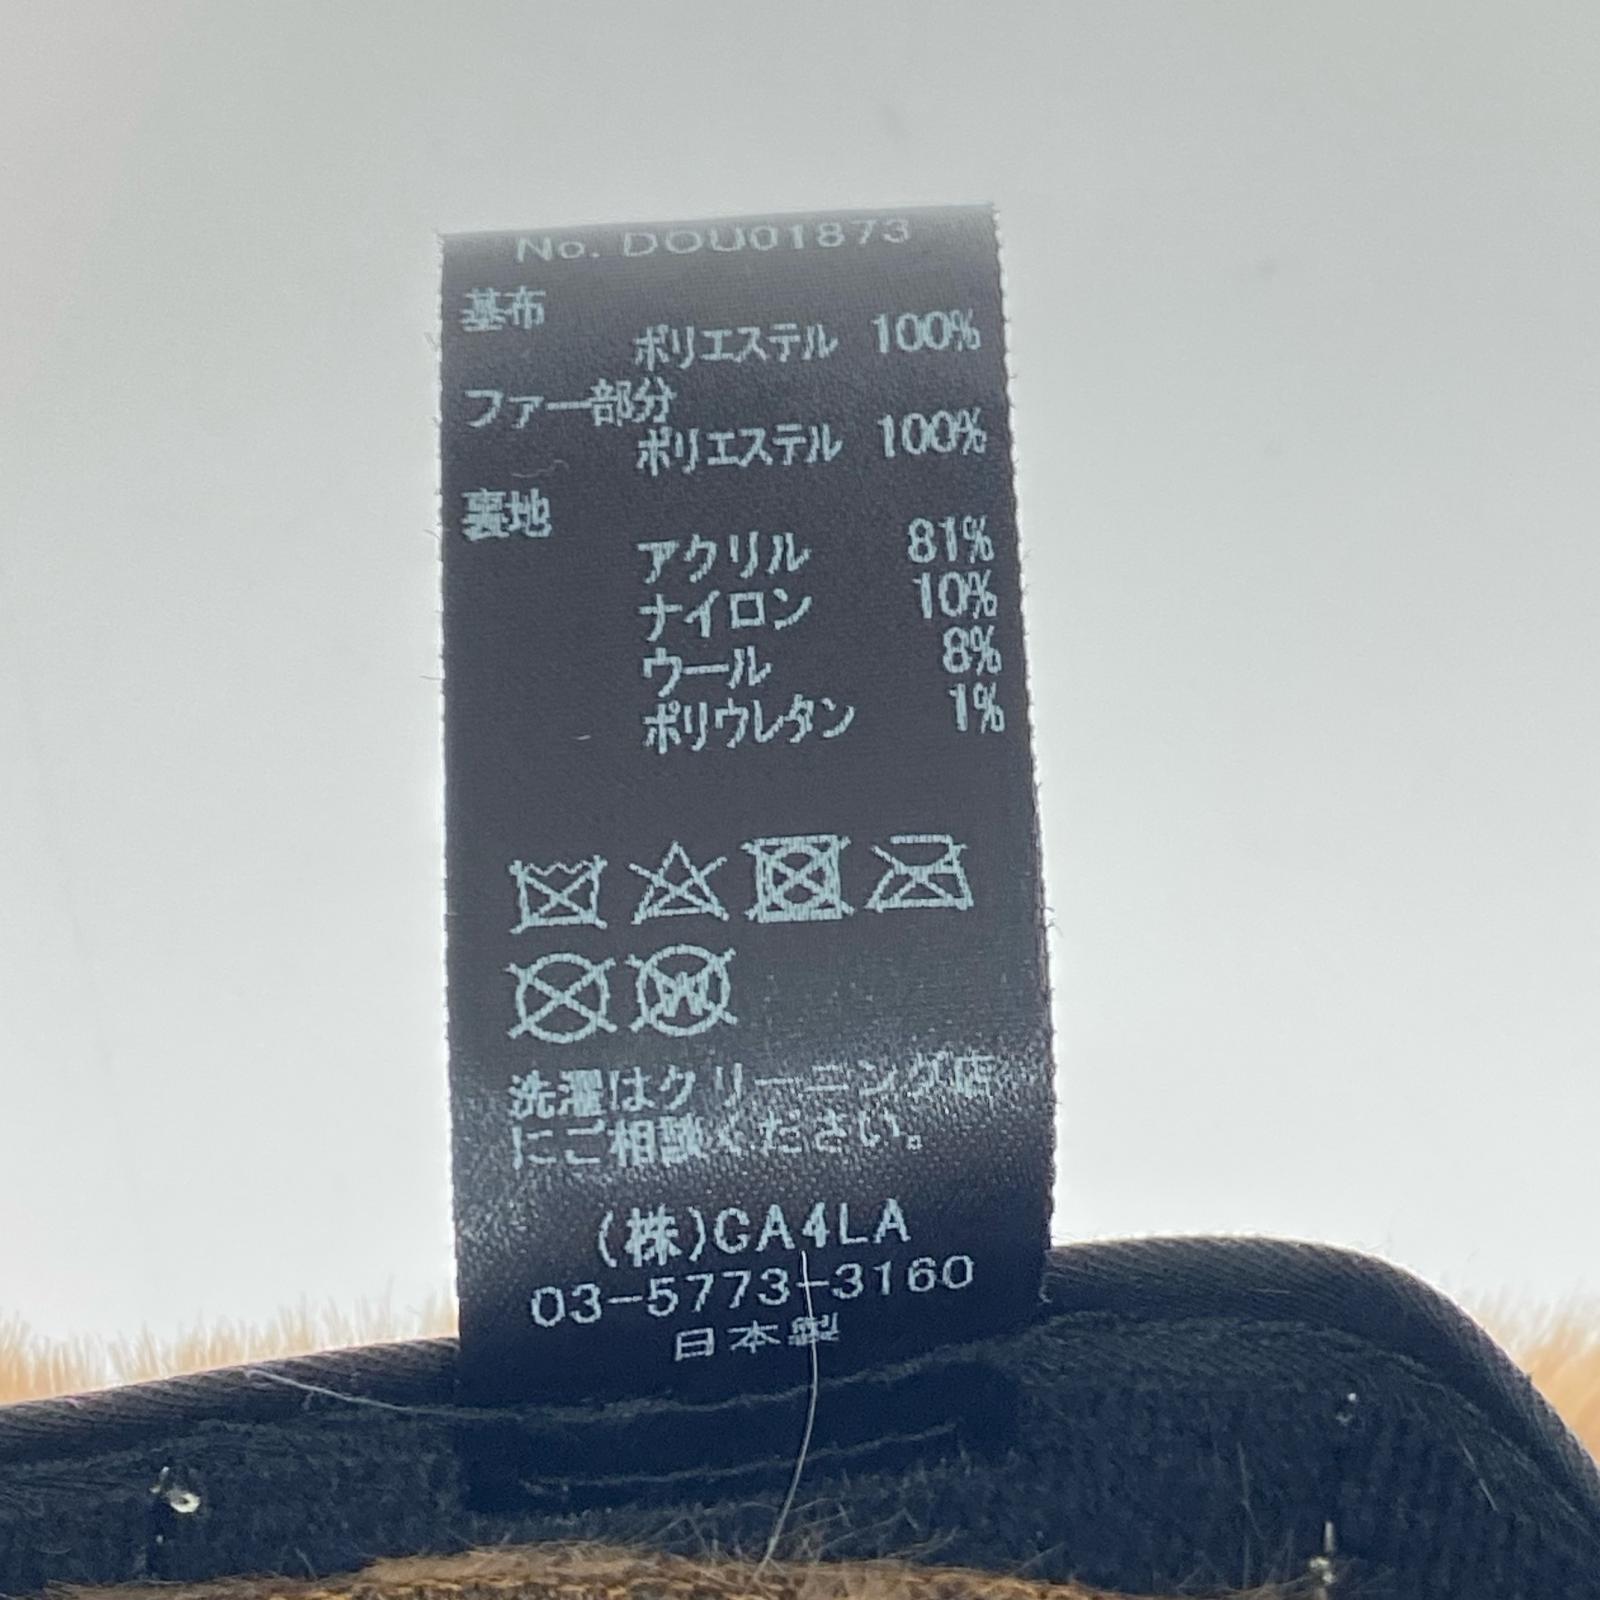 No. DOU01873
基布
ポリエステル 100%
ファー部分
ポリエステル 100%
裏地
アクリル 81%
ナイロン 10%
ウール 8%
ポリウレタン 1%
W
洗濯はクリーニング店
にご相談ください。
(株)CA4LA
03-5773-3160
日本製